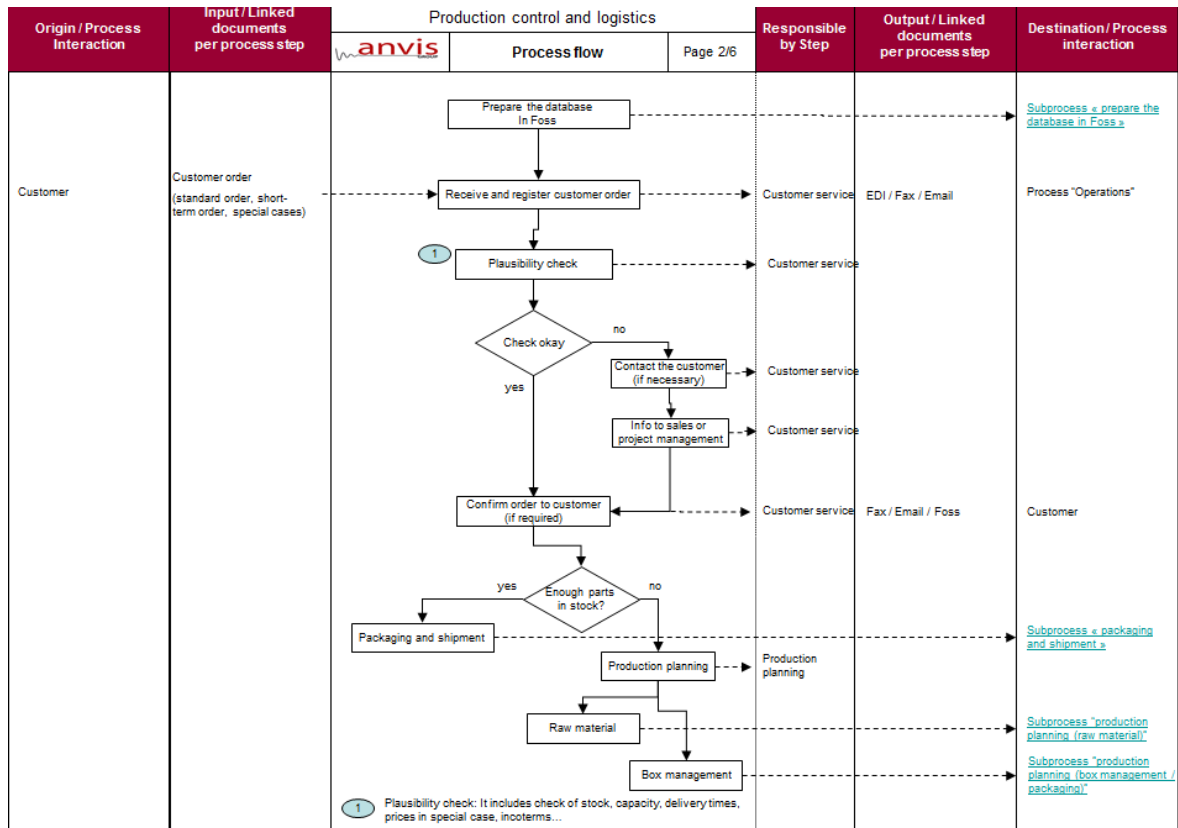 Origin / Process
Interaction
Input / Linked
documents
per process step
Production control and logistics
anvis
GROUP
Process flow
Page 2/6
Responsible
by Step
Output / Linked
documents
per process step
Destination / Process
interaction
Prepare the database
In Foss
Subprocess « prepare the
database in Foss »
Customer
Customer order
(standard order, short-
term order, special cases)
Receive and register customer order
Customer service
EDI / Fax / Email
Process "Operations"
1
Plausibility check
Customer service
Check okay
no
yes
Contact the customer
(if necessary)
Customer service
Info to sales or
project management
Customer service
Confirm order to customer
(if required)
Customer service
Fax / Email / Foss
Customer
Enough parts
in stock?
yes
no
Packaging and shipment
Subprocess « packaging
and shipment »
Production planning
Production
planning
Raw material
Subprocess "production
planning (raw material)"
Box management
Subprocess "production
planning (box management /
packaging)"
1
Plausibility check: It includes check of stock, capacity, delivery times,
prices in special case, incoterms...